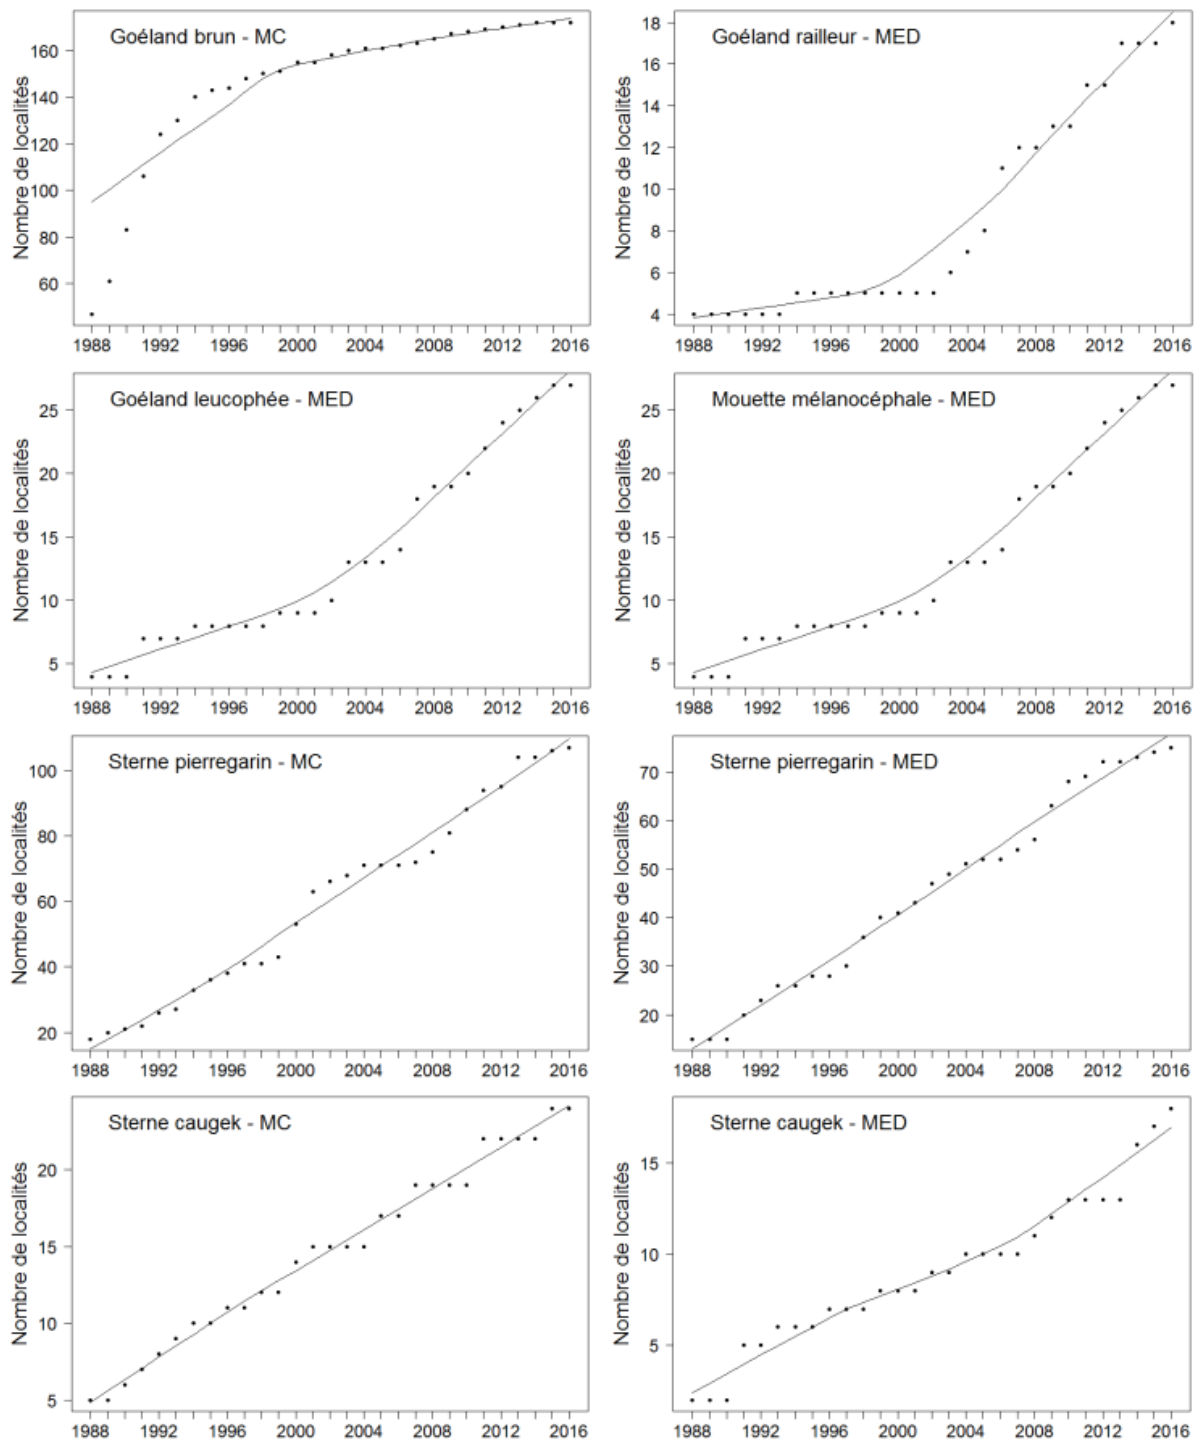 Goéland brun - MC
Nombre de localités
160
140
120
100
80
60
1988 1992 1996 2000 2004 2008 2012 2016
Goéland railleur - MED
Nombre de localités
18
16
14
12
10
8
6
4
1988 1992 1996 2000 2004 2008 2012 2016
Goéland leucophée - MED
Nombre de localités
25
20
15
10
5
1988 1992 1996 2000 2004 2008 2012 2016
Mouette mélanocéphale - MED
Nombre de localités
25
20
15
10
5
1988 1992 1996 2000 2004 2008 2012 2016
Sterne pierregarin - MC
Nombre de localités
100
80
60
40
20
1988 1992 1996 2000 2004 2008 2012 2016
Sterne pierregarin - MED
Nombre de localités
70
60
50
40
30
20
1988 1992 1996 2000 2004 2008 2012 2016
Sterne caugek - MC
Nombre de localités
20
15
10
5
1988 1992 1996 2000 2004 2008 2012 2016
Sterne caugek - MED
Nombre de localités
15
10
5
1988 1992 1996 2000 2004 2008 2012 2016